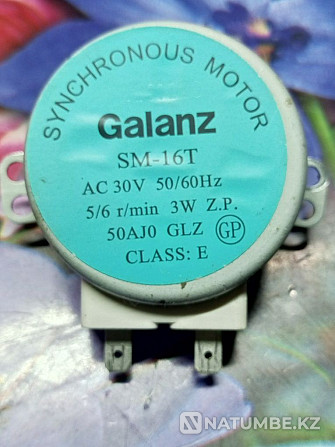 SYNCHRONOUS MOTOR
Galanz
SM-16T
AC 30V 50/60Hz
5/6 r/min 3W Z.P.
50AJ0 GLZ GP
CLASS: E
NATUMBE.KZ